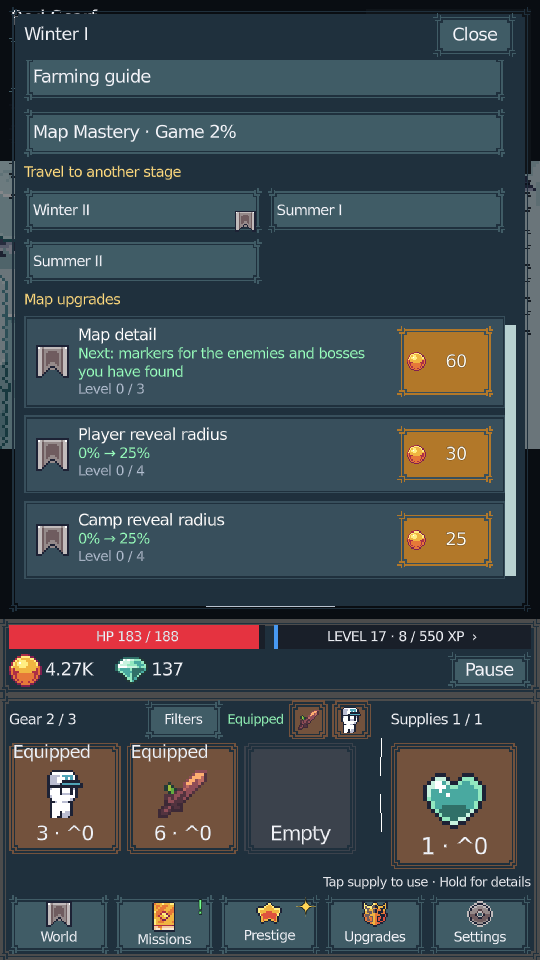 Winter I
Close
Farming guide
Map Mastery · Game 2%
Travel to another stage
Winter II
Summer I
Summer II
Map upgrades
Map detail
Next: markers for the enemies and bosses
you have found
Level 0 / 3
60
Player reveal radius
0% → 25%
Level 0 / 4
30
Camp reveal radius
0% → 25%
Level 0 / 4
25
HP 183 / 188
LEVEL 17 · 8 / 550 XP ›
4.27K
137
Pause
Gear 2 / 3
Filters
Equipped
Supplies 1 / 1
Equipped
3 · ^0
Equipped
6 · ^0
Empty
1 · ^0
Tap supply to use · Hold for details
World
Missions
!
Prestige
Upgrades
Settings